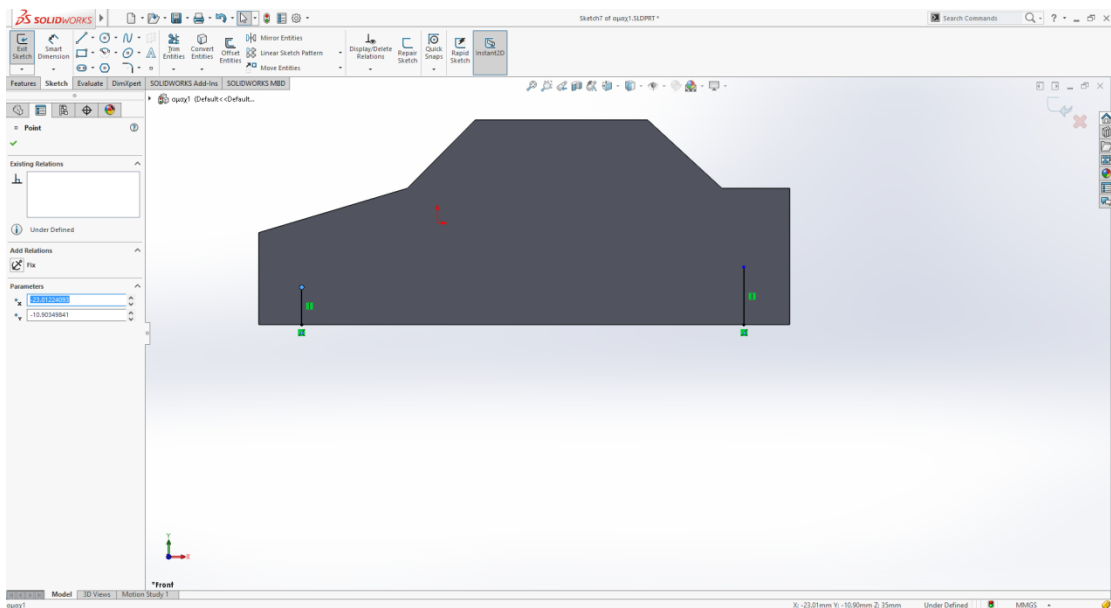 SOLIDWORKS
Sketch7 of αμαχ1.SLDPRT *
Search Commands
Exit Sketch
Smart Dimension
Trim Entities
Convert Entities
Offset Entities
Mirror Entities
Linear Sketch Pattern
Move Entities
Display/Delete Relations
Repair Sketch
Quick Snaps
Rapid Sketch
Instant2D
Features Sketch Evaluate DimXpert SOLIDWORKS Add-Ins SOLIDWORKS MBD
(Default<<Default...
Point
Existing Relations
Under Defined
Add Relations
Fix
Parameters
-23.01224093
-10.90349841
Y
X
*Front
Model 3D Views Motion Study 1
X: -23.01mm Y: -10.90mm Z: 35mm Under Defined MMGS